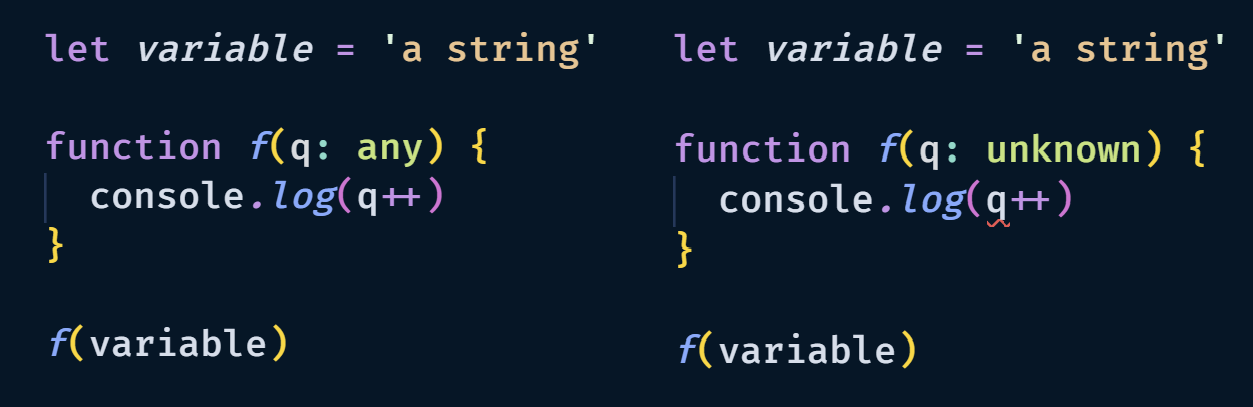 let variable = 'a string'
function f(q: any) {
console.log(q++)
}
f(variable)
let variable = 'a string'
function f(q: unknown) {
console.log(q++)
}
f(variable)